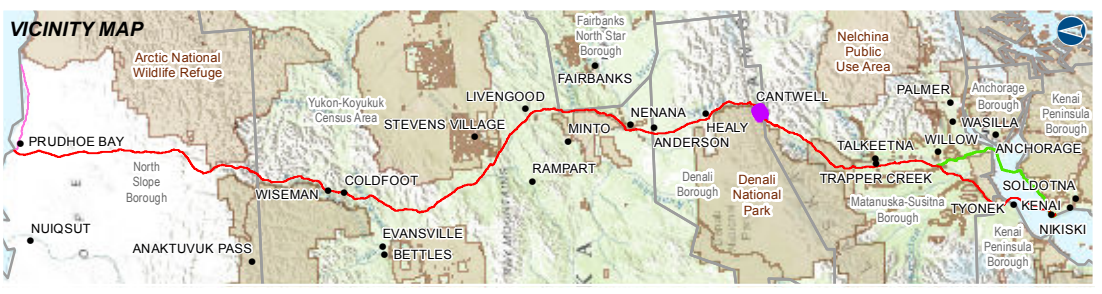 VICINITY MAP
Arctic National
Wildlife Refuge
Fairbanks
North Star
Borough
FAIRBANKS
Nelchina
Public
Use Area
Yukon-Koyukuk
Census Area
LIVENGOOD
STEVENS VILLAGE
MINTO
NENANA
ANDERSON
HEALY
CANTWELL
PALMER
Anchorage
Borough
WASILLA
Kenai
Peninsula
Borough
PRUDHOE BAY
North
Slope
Borough
WISEMAN
COLDFOOT
RAMPART
Denali
Borough
Denali
National
Park
TALKEETNA
WILLOW
ANCHORAGE
TRAPPER CREEK
Matanuska-Susitna
Borough
SOLDOTNA
TYONEK
KENAI
NIKISKI
Kenai
Peninsula
Borough
NUIQSUT
ANAKTUVUK PASS
EVANSVILLE
BETTLES